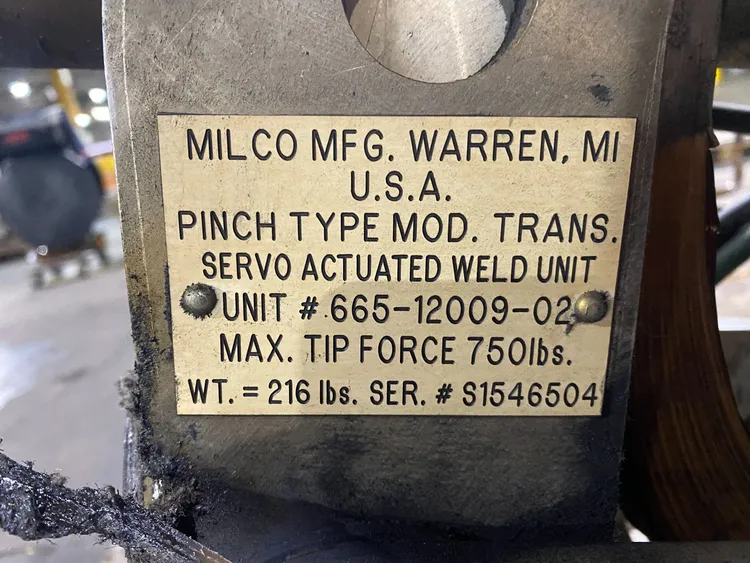 MILCO MFG. WARREN, MI
U.S.A.
PINCH TYPE MOD. TRANS.
SERVO ACTUATED WELD UNIT
UNIT # 665-12009-02
MAX. TIP FORCE 750lbs.
WT. = 216 lbs. SER. # S1546504